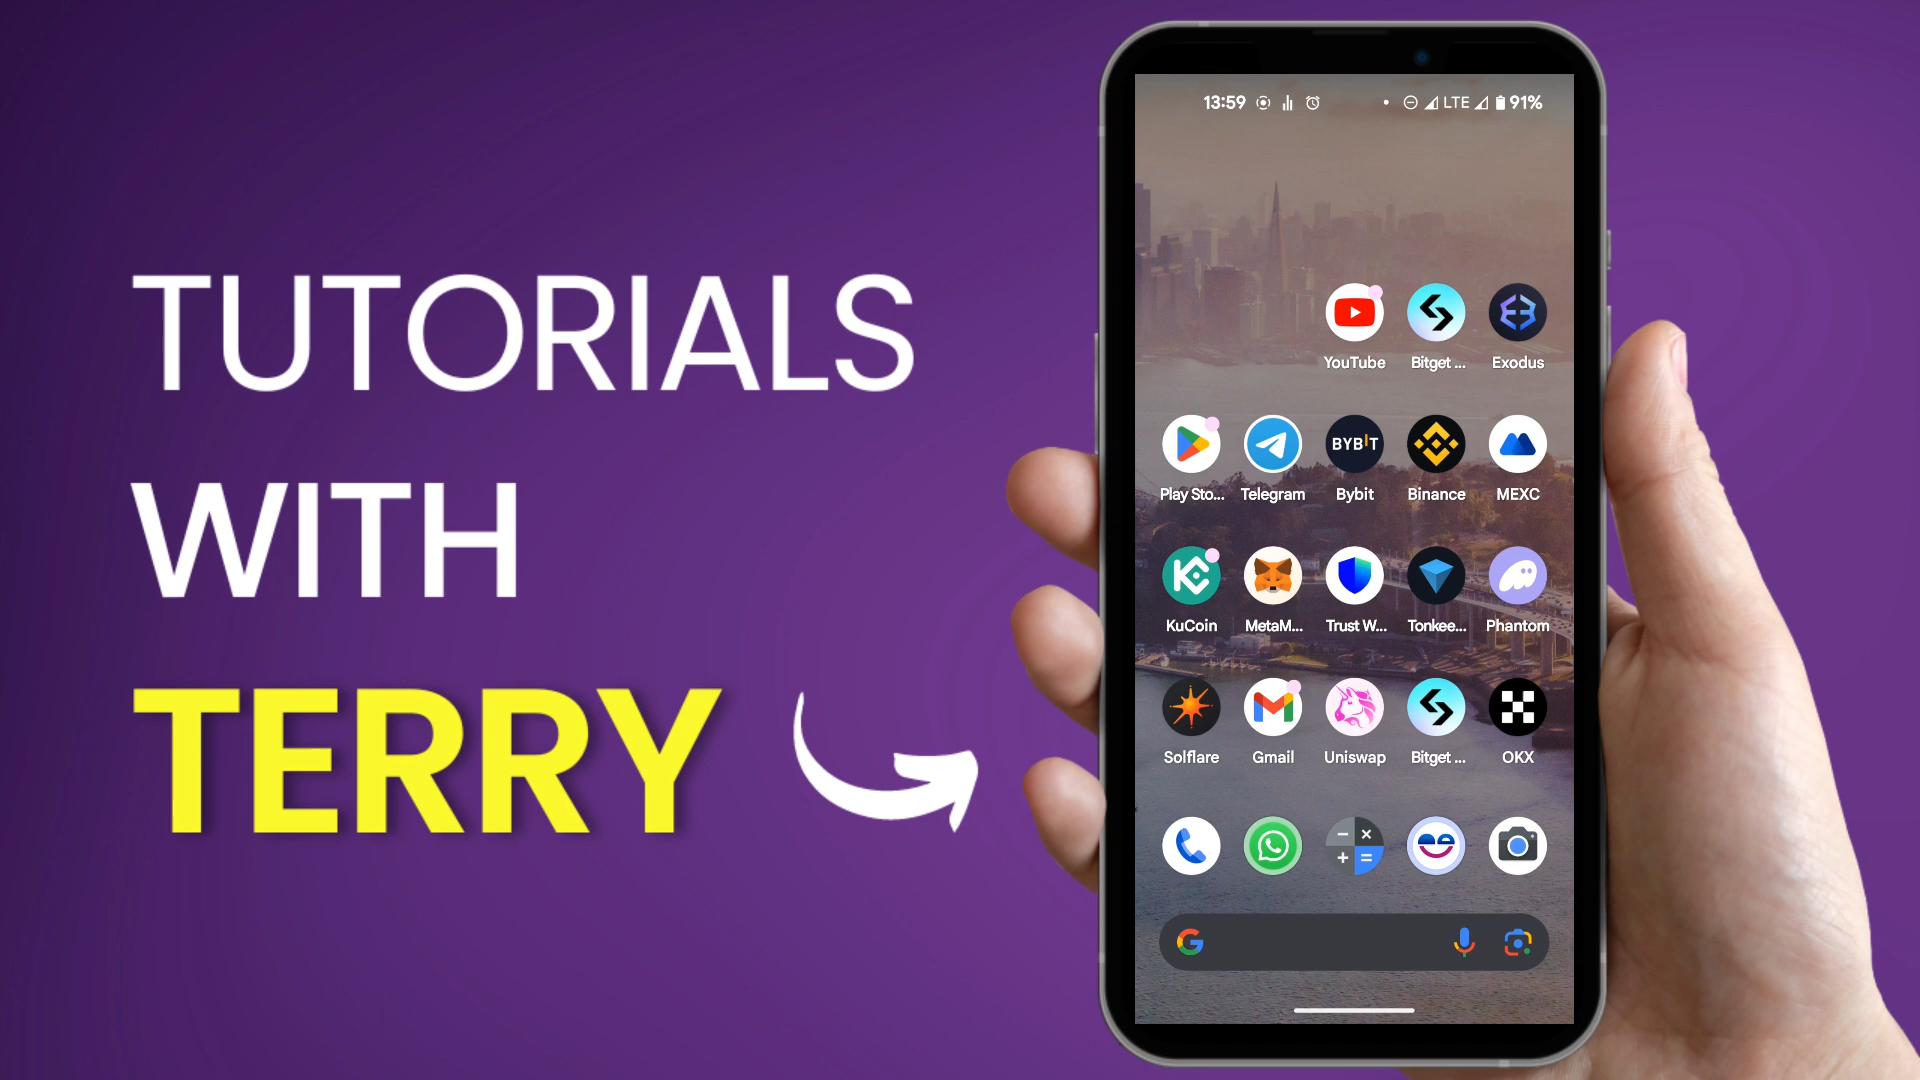 TUTORIALS
WITH
TERRY
13:59 LTE 91%
YouTube Bitget ... Exodus
BYBIT
Play Sto... Telegram Bybit Binance MEXC
KuCoin MetaM... Trust W... Tonkee... Phantom
Solflare Gmail Uniswap Bitget ... OKX